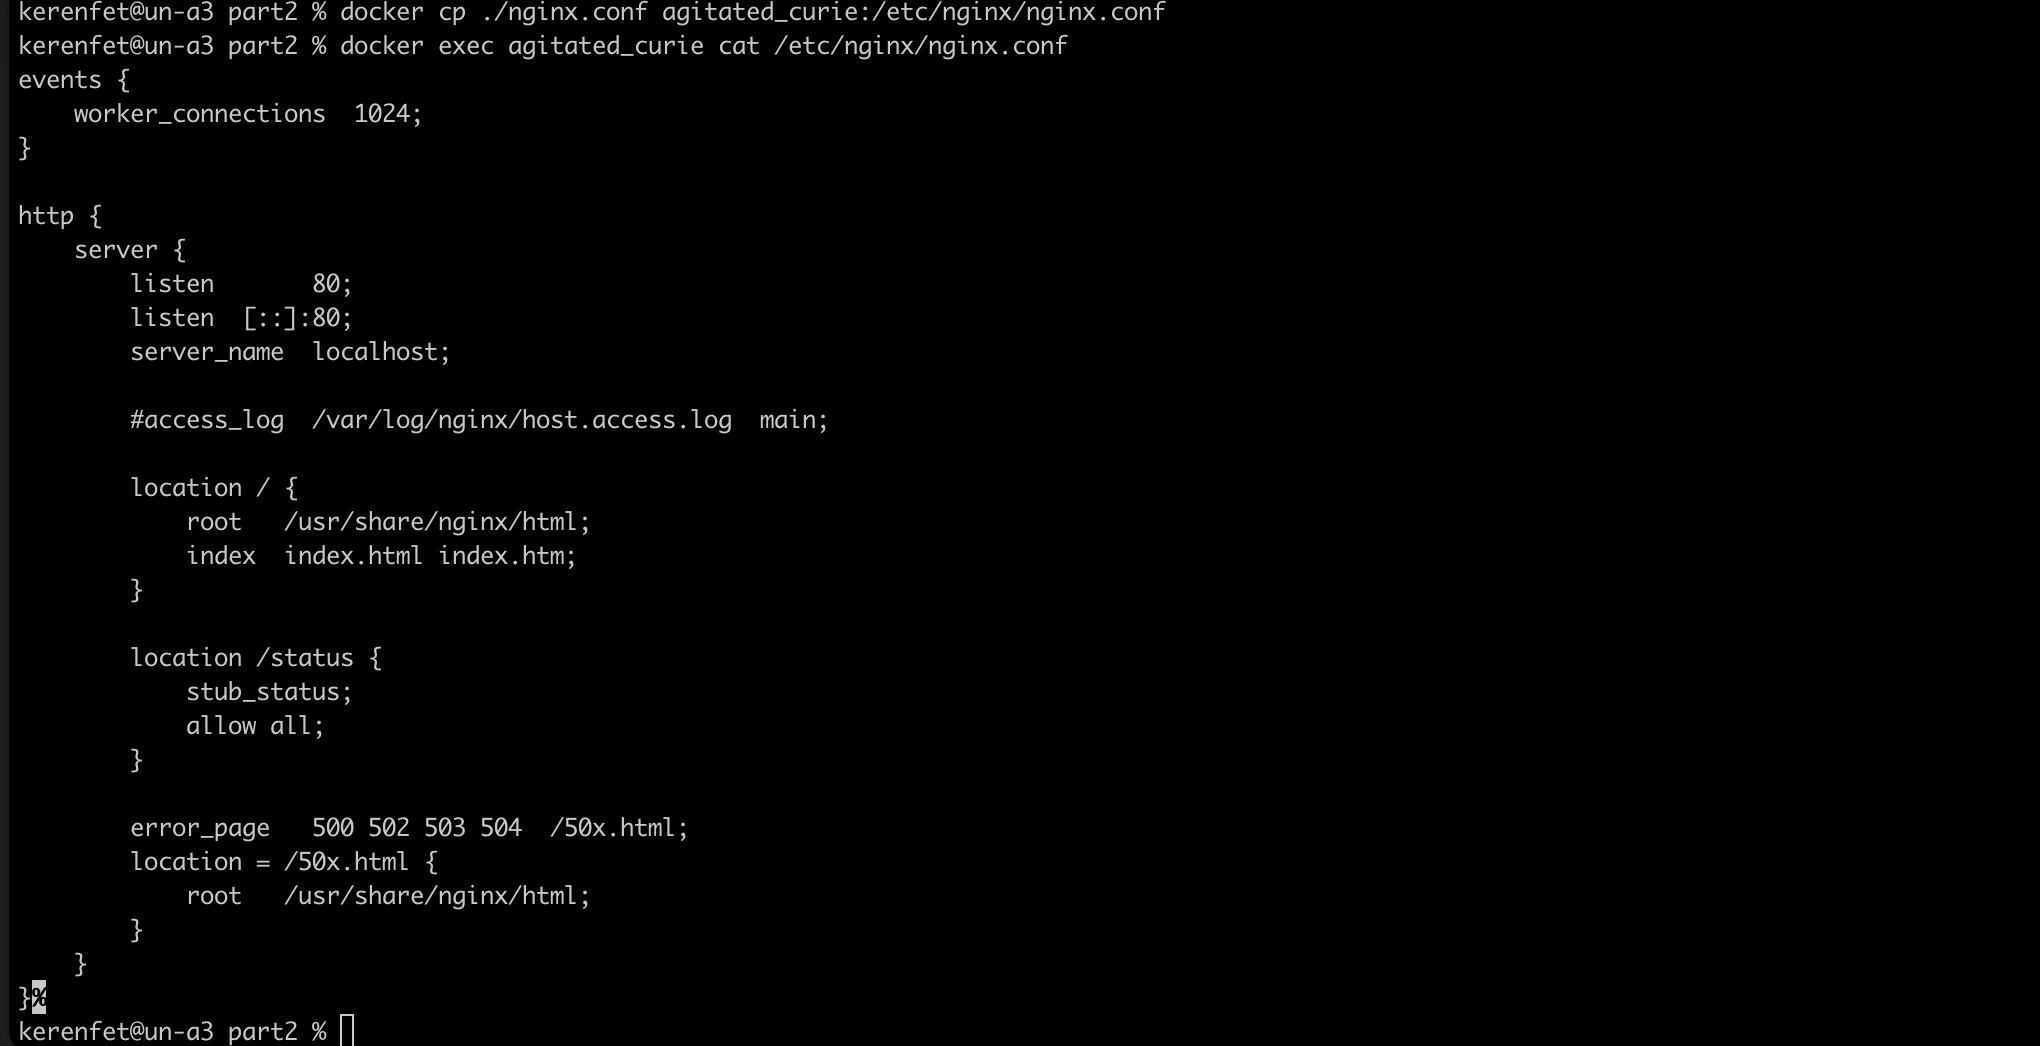 kerenfet@un-a3 part2 % docker cp ./nginx.conf agitated_curie:/etc/nginx/nginx.conf
kerenfet@un-a3 part2 % docker exec agitated_curie cat /etc/nginx/nginx.conf
events {
    worker_connections  1024;
}

http {
    server {
        listen       80;
        listen  [::]:80;
        server_name  localhost;

        #access_log  /var/log/nginx/host.access.log  main;

        location / {
            root   /usr/share/nginx/html;
            index  index.html index.htm;
        }

        location /status {
            stub_status;
            allow all;
        }

        error_page   500 502 503 504  /50x.html;
        location = /50x.html {
            root   /usr/share/nginx/html;
        }
    }
}%
kerenfet@un-a3 part2 %